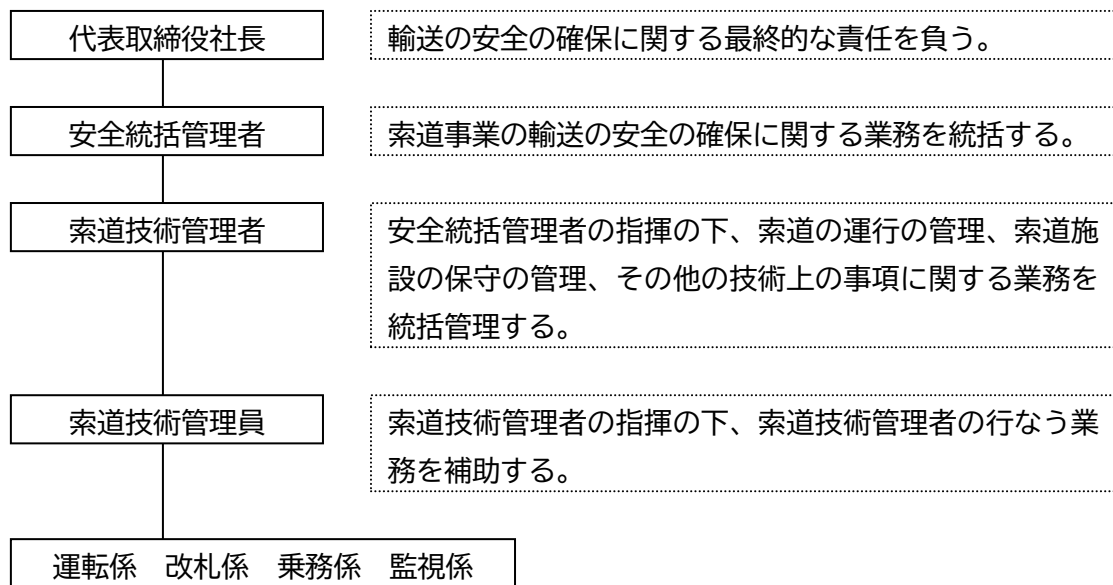 代表取締役社長
輸送の安全の確保に関する最終的な責任を負う。
安全統括管理者
索道事業の輸送の安全の確保に関する業務を統括する。
索道技術管理者
安全統括管理者の指揮の下、索道の運行の管理、索道施
設の保守の管理、その他の技術上の事項に関する業務を
統括管理する。
索道技術管理員
索道技術管理者の指揮の下、索道技術管理者の行なう業
務を補助する。
運転係　改札係　乗務係　監視係